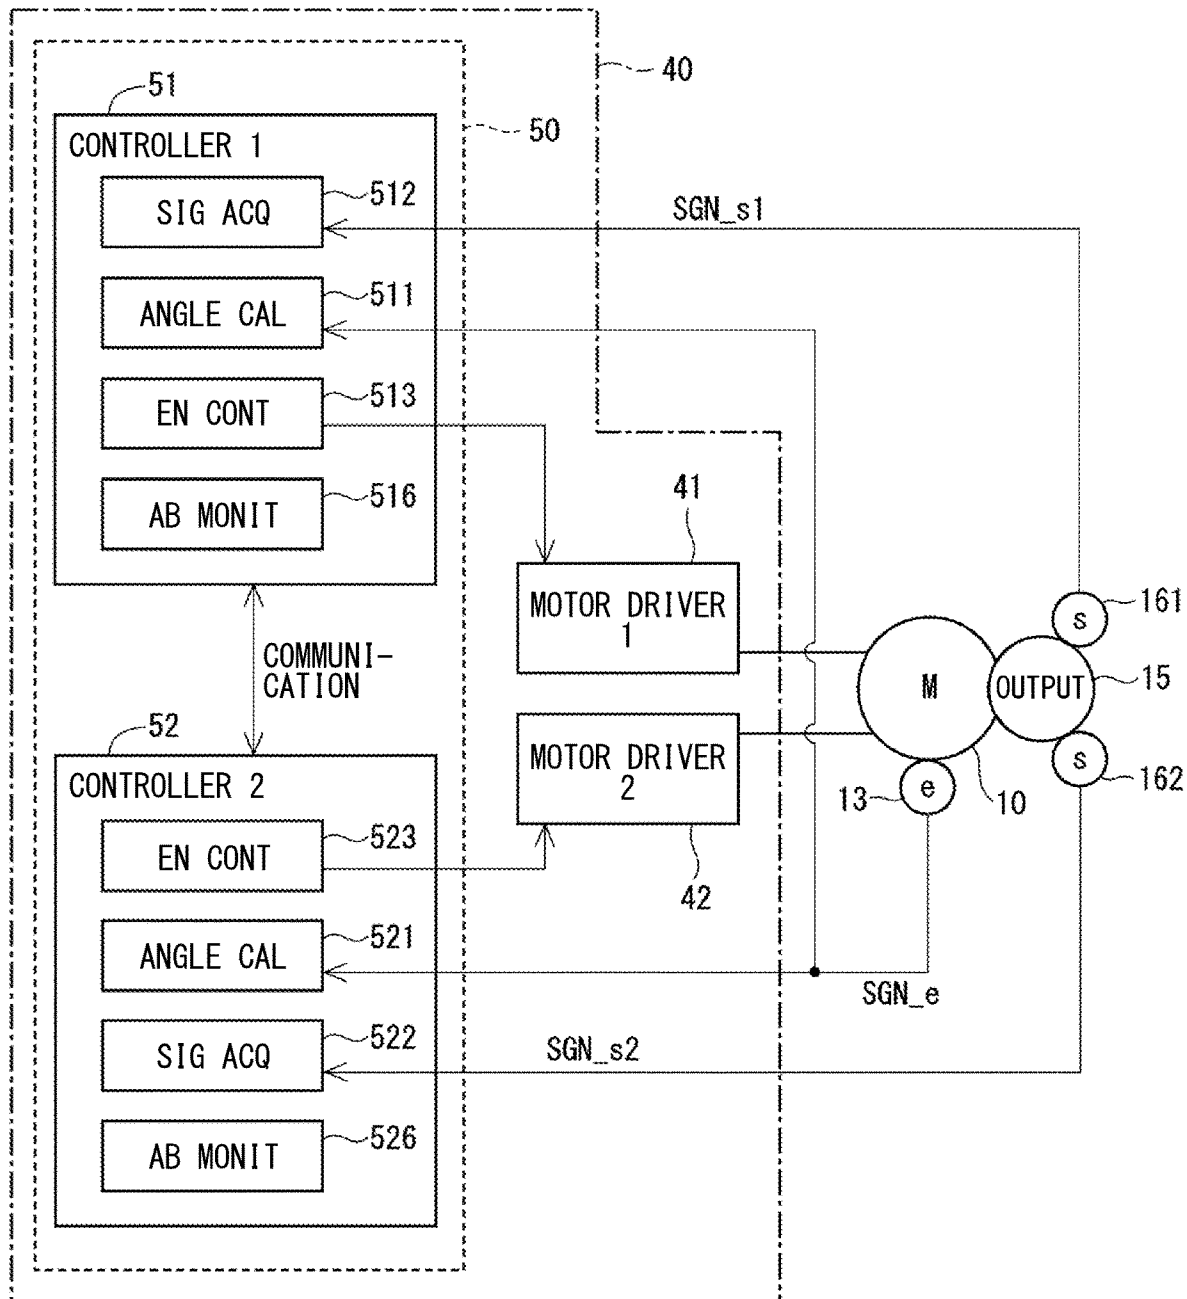 40
50
51
CONTROLLER 1
SIG ACQ
512
SGN_s1
ANGLE CAL
511
EN CONT
513
AB MONIT
516
41
MOTOR DRIVER
1
COMMUNI-
CATION
s
161
M
OUTPUT
15
52
CONTROLLER 2
MOTOR DRIVER
2
s
162
e
13
10
EN CONT
523
42
ANGLE CAL
521
SGN_e
SIG ACQ
522
SGN_s2
AB MONIT
526